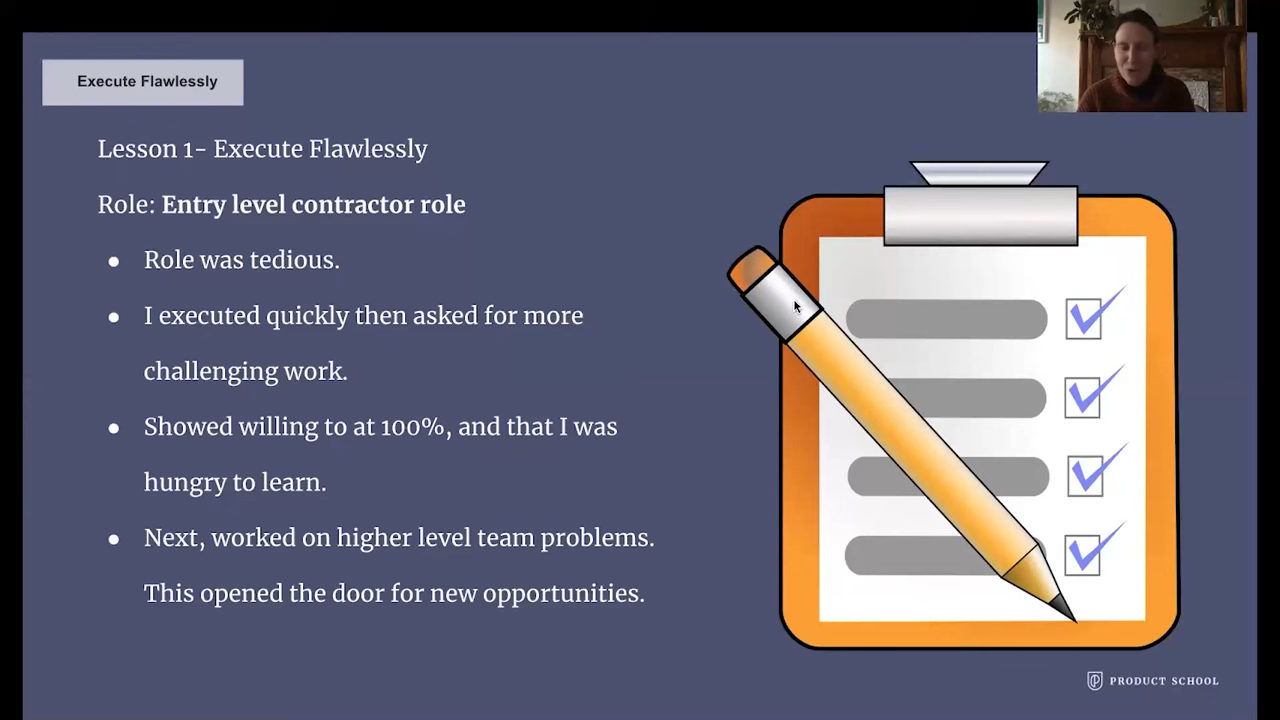 Execute Flawlessly
Lesson 1- Execute Flawlessly
Role: Entry level contractor role
● Role was tedious.
● I executed quickly then asked for more
challenging work.
● Showed willing to at 100%, and that I was
hungry to learn.
● Next, worked on higher level team problems.
This opened the door for new opportunities.
PRODUCT SCHOOL